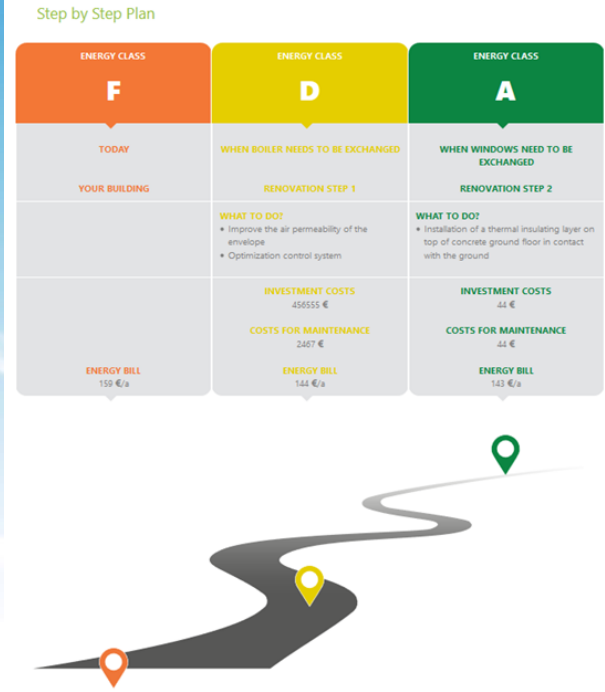 Step by Step Plan
ENERGY CLASS
F
ENERGY CLASS
D
ENERGY CLASS
A
TODAY
YOUR BUILDING
WHEN BOILER NEEDS TO BE EXCHANGED
RENOVATION STEP 1
WHEN WINDOWS NEED TO BE
EXCHANGED
RENOVATION STEP 2
WHAT TO DO?
• Improve the air permeability of the
envelope
• Optimization control system
WHAT TO DO?
• Installation of a thermal insulating layer on
top of concrete ground floor in contact
with the ground
INVESTMENT COSTS
456555 €
COSTS FOR MAINTENANCE
2467 €
INVESTMENT COSTS
44 €
COSTS FOR MAINTENANCE
44 €
ENERGY BILL
159 €/a
ENERGY BILL
144 €/a
ENERGY BILL
143 €/a